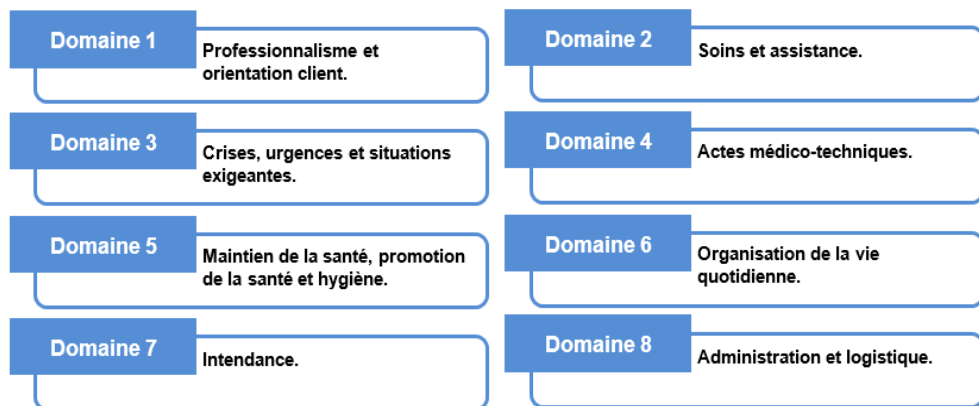 Domaine 1
Professionnalisme et
orientation client.
Domaine 2
Soins et assistance.
Domaine 3
Crises, urgences et situations
exigeantes.
Domaine 4
Actes médico-techniques.
Domaine 5
Maintien de la santé, promotion
de la santé et hygiène.
Domaine 6
Organisation de la vie
quotidienne.
Domaine 7
Intendance.
Domaine 8
Administration et logistique.